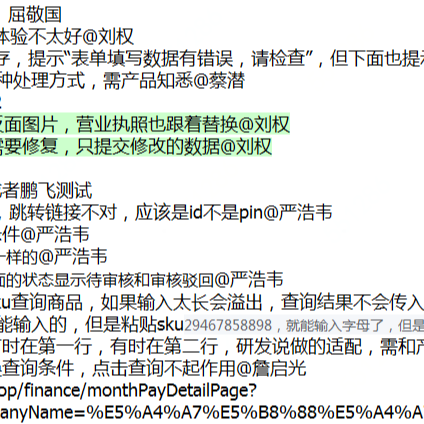 屈敬国
体验不太好@刘权
存，提示“表单填写数据有错误，请检查”，但下面也提
种处理方式，需产品知悉@蔡潜
反面图片，营业执照也跟着替换@刘权
需要修复，只提交修改的数据@刘权
者鹏飞测试
，跳转链接不对，应该是id不是pin@严浩韦
件@严浩韦
一样的@严浩韦
面的状态显示待审核和审核驳回@严浩韦
ku查询商品，如果输入太长会溢出，查询结果不会传入
能输入的，但是粘贴sku29467858898，就能输入字母了，但是
时在第一行，有时在第二行，研发说做的适配，需和产
查询条件，点击查询不起作用@詹启光
op/finance/monthPayDetailPage?
anyName=%E5%A4%A7%E5%B8%88%E5%A4%A